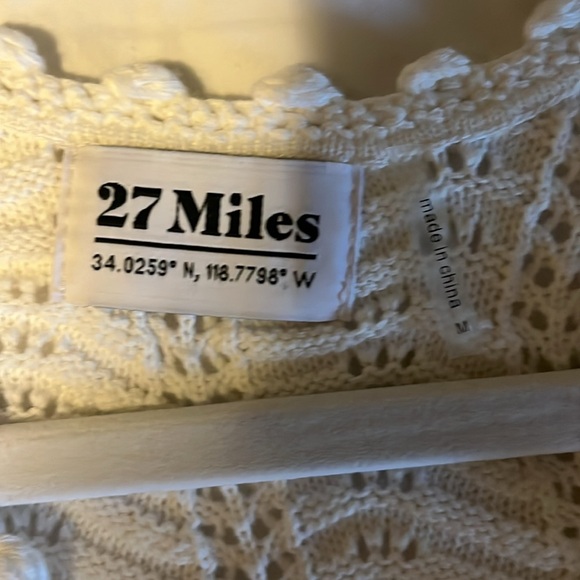 27 Miles
34.0259° N, 118.7798° W
made in china
M